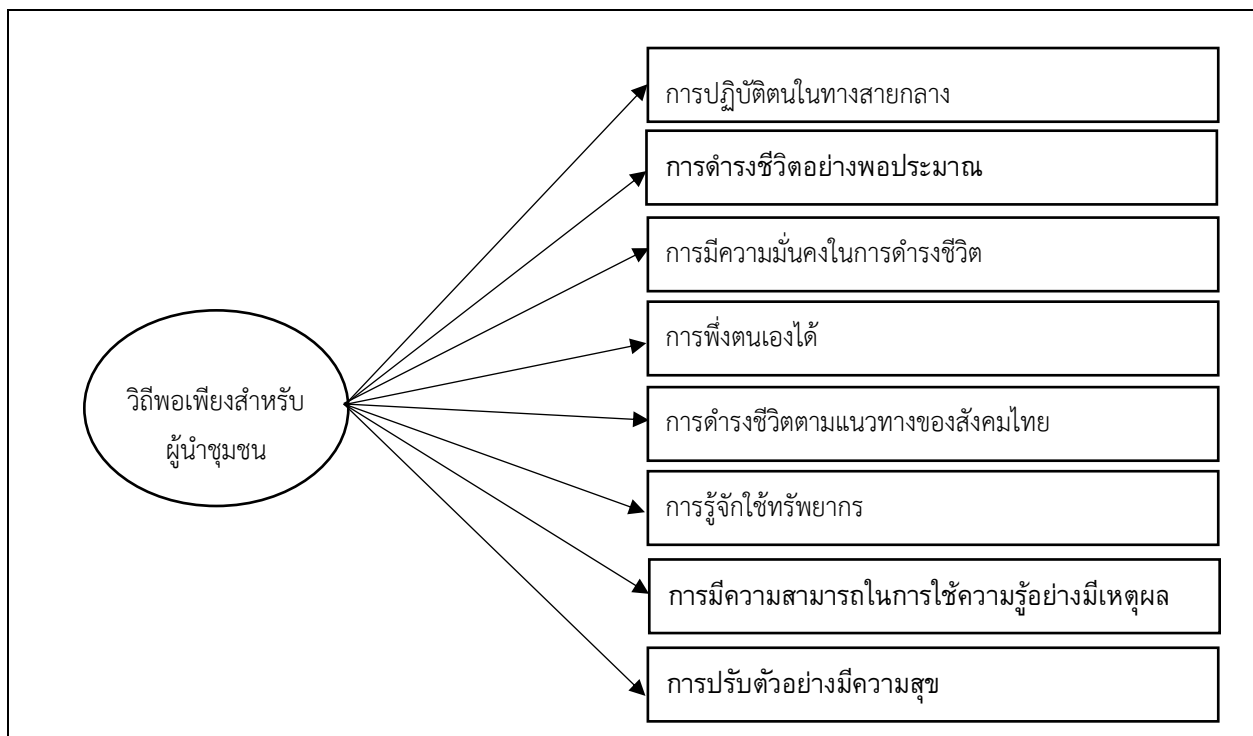 การปฏิบัติตนในทางสายกลาง
การดำรงชีวิตอย่างพอประมาณ
การมีความมั่นคงในการดำรงชีวิต
การพึ่งตนเองได้
วิถีพอเพียงสำหรับ
ผู้นำชุมชน
การดำรงชีวิตตามแนวทางของสังคมไทย
การรู้จักใช้ทรัพยากร
การมีความสามารถในการใช้ความรู้อย่างมีเหตุผล
การปรับตัวอย่างมีความสุข